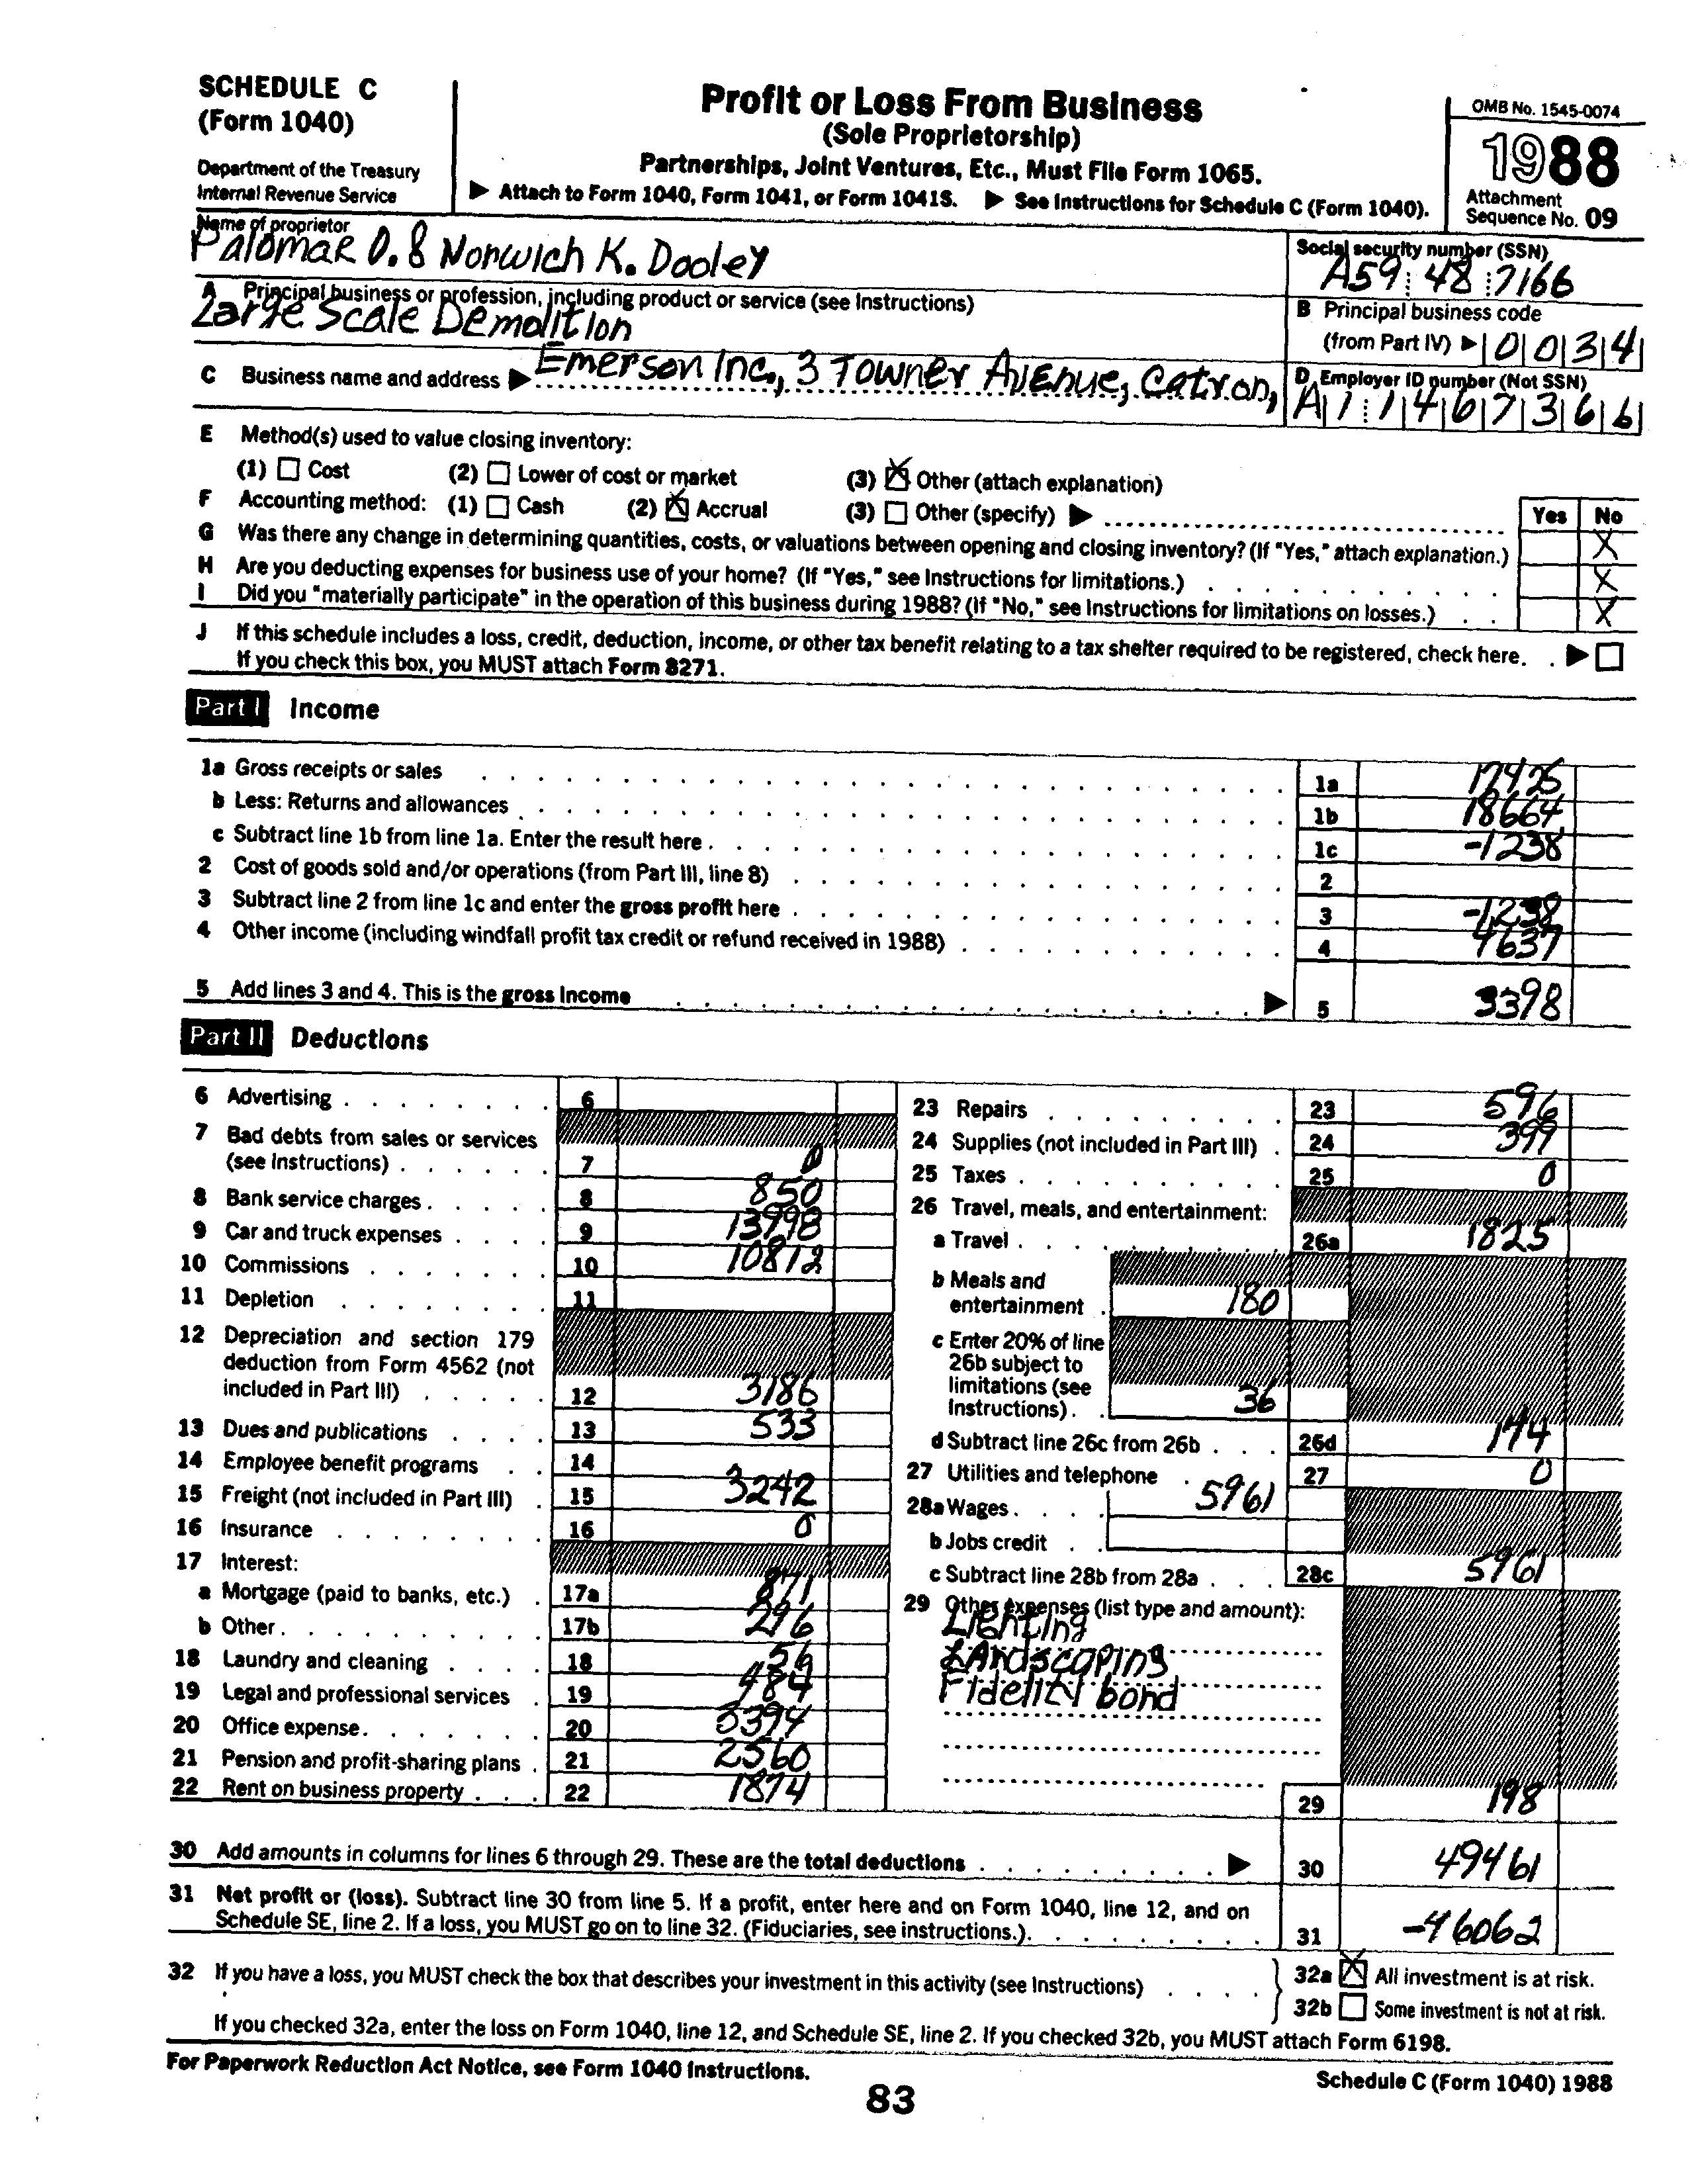 SCHEDULE C
(Form 1040)
Department of the Treasury
Internal Revenue Service
Profit or Loss From Business
(Sole Proprietorship)
Partnerships, Joint Ventures, Etc., Must File Form 1065.
▶ Attach to Form 1040, Form 1041, or Form 1041S. ▶ See Instructions for Schedule C (Form 1040).
OMB No. 1545-0074
1988
Attachment
Sequence No. 09
Name of proprietor
Palomar O. & Norwich K. Dooley
Social security number (SSN)
A59 48 7166
A Principal business or profession, including product or service (see Instructions)
Large Scale Demolition
B Principal business code
(from Part IV) ▶ 0034
C Business name and address ▶ Emerson Inc., 3 Towner Avenue, Catron,
D Employer ID number (Not SSN)
A11467366
E Method(s) used to value closing inventory:
(1) Cost (2) Lower of cost or market (3) X Other (attach explanation)
F Accounting method: (1) Cash (2) X Accrual (3) Other (specify) ▶
Yes No
G Was there any change in determining quantities, costs, or valuations between opening and closing inventory? (If "Yes," attach explanation.) X
H Are you deducting expenses for business use of your home? (If "Yes," see Instructions for limitations.) X
I Did you "materially participate" in the operation of this business during 1988? (If "No," see Instructions for limitations on losses.) X
J If this schedule includes a loss, credit, deduction, income, or other tax benefit relating to a tax shelter required to be registered, check here. ▶
If you check this box, you MUST attach Form 8271.
Part I Income
1a Gross receipts or sales 1a 17425
b Less: Returns and allowances 1b 18664
c Subtract line 1b from line 1a. Enter the result here 1c -1238
2 Cost of goods sold and/or operations (from Part III, line 8) 2
3 Subtract line 2 from line 1c and enter the gross profit here 3 -1238
4 Other income (including windfall profit tax credit or refund received in 1988) 4 4637
5 Add lines 3 and 4. This is the gross income ▶ 5 3398
Part II Deductions
6 Advertising 6
7 Bad debts from sales or services
(see Instructions) 7 0
8 Bank service charges 8 850
9 Car and truck expenses 9 13998
10 Commissions 10 10812
11 Depletion 11
12 Depreciation and section 179
deduction from Form 4562 (not
included in Part III) 12 3186
13 Dues and publications 13 533
14 Employee benefit programs 14
15 Freight (not included in Part III) 15 3242
16 Insurance 16 0
17 Interest:
a Mortgage (paid to banks, etc.) 17a 871
b Other 17b 296
18 Laundry and cleaning 18 56
19 Legal and professional services 19 484
20 Office expense 20 3394
21 Pension and profit-sharing plans 21 2560
22 Rent on business property 22 1874
23 Repairs 23 596
24 Supplies (not included in Part III) 24 399
25 Taxes 25 0
26 Travel, meals, and entertainment:
a Travel 26a 1825
b Meals and
entertainment 180
c Enter 20% of line
26b subject to
limitations (see
Instructions) 36
d Subtract line 26c from 26b 26d 144
27 Utilities and telephone 27 0
28a Wages 5961
b Jobs credit
c Subtract line 28b from 28a 28c 5961
29 Other expenses (list type and amount):
Lighting
Landscaping
Fidelity bond
29 198
30 Add amounts in columns for lines 6 through 29. These are the total deductions ▶ 30 49461
31 Net profit or (loss). Subtract line 30 from line 5. If a profit, enter here and on Form 1040, line 12, and on
Schedule SE, line 2. If a loss, you MUST go on to line 32. (Fiduciaries, see instructions.) 31 -46062
32 If you have a loss, you MUST check the box that describes your investment in this activity (see Instructions)
32a X All investment is at risk.
32b Some investment is not at risk.
If you checked 32a, enter the loss on Form 1040, line 12, and Schedule SE, line 2. If you checked 32b, you MUST attach Form 6198.
For Paperwork Reduction Act Notice, see Form 1040 Instructions.
Schedule C (Form 1040) 1988
83